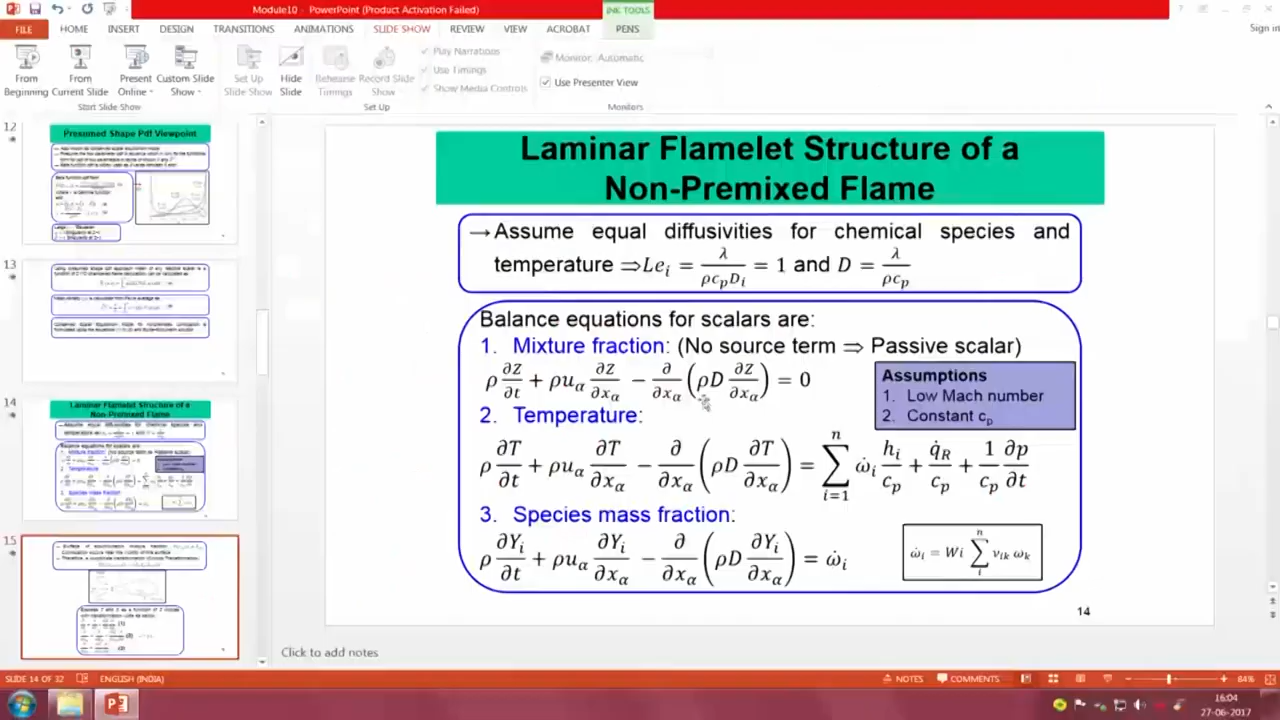 Module10 - PowerPoint (Product Activation Failed)
INK TOOLS
FILE HOME INSERT DESIGN TRANSITIONS ANIMATIONS SLIDE SHOW REVIEW VIEW ACROBAT PENS
Sign in
From Beginning
From Current Slide
Present Online
Custom Slide Show
Set Up Slide Show
Hide Slide
Rehearse Timings
Record Slide Show
Play Narrations
Use Timings
Show Media Controls
Monitor: Automatic
Use Presenter View
Start Slide Show
Set Up
Monitors
12
Presumed Shape Pdf Viewpoint
13
14
Laminar Flamelet Structure of a
Non-Premixed Flame
15
Laminar Flamelet Structure of a
Non-Premixed Flame
→Assume equal diffusivities for chemical species and
temperature ⇒Le_i = λ/(ρc_pD_i) = 1 and D = λ/(ρc_p)
Balance equations for scalars are:
1. Mixture fraction: (No source term ⇒ Passive scalar)
ρ ∂Z/∂t + ρu_α ∂Z/∂x_α − ∂/∂x_α (ρD ∂Z/∂x_α) = 0
Assumptions
1. Low Mach number
2. Constant c_p
2. Temperature:
ρ ∂T/∂t + ρu_α ∂T/∂x_α − ∂/∂x_α (ρD ∂T/∂x_α) = ∑_{i=1}^{n} ω̇_i h_i/c_p + q̇_R/c_p + 1/c_p ∂p/∂t
3. Species mass fraction:
ρ ∂Y_i/∂t + ρu_α ∂Y_i/∂x_α − ∂/∂x_α (ρD ∂Y_i/∂x_α) = ω̇_i
ω̇_i = Wi ∑_{i}^{n} ν_ik ω_k
14
Click to add notes
SLIDE 14 OF 32 ENGLISH (INDIA) NOTES COMMENTS 84%
16:04
27-06-2017